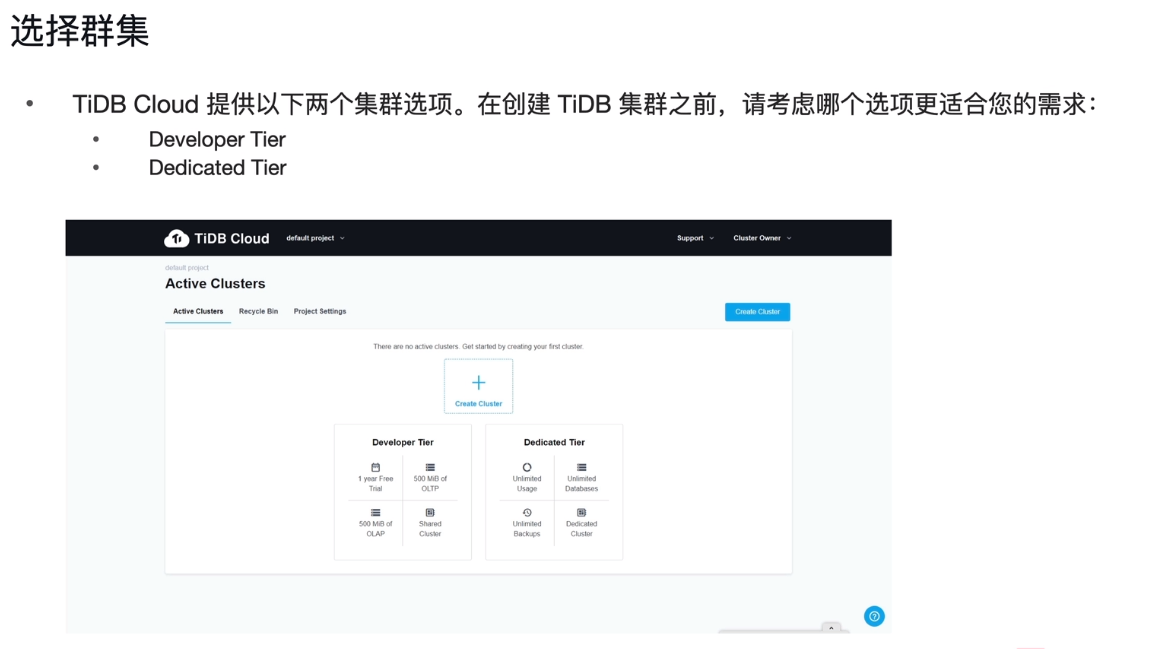 选择群集
• TiDB Cloud 提供以下两个集群选项。在创建 TiDB 集群之前，请考虑哪个选项更适合您的需求：
• Developer Tier
• Dedicated Tier
TiDB Cloud default project Support Cluster Owner
default project
Active Clusters
Active Clusters Recycle Bin Project Settings Create Cluster
There are no active clusters. Get started by creating your first cluster.
Create Cluster
Developer Tier
1 year Free
Trial
500 MiB of
OLTP
500 MiB of
OLAP
Shared
Cluster
Dedicated Tier
Unlimited
Usage
Unlimited
Databases
Unlimited
Backups
Dedicated
Cluster